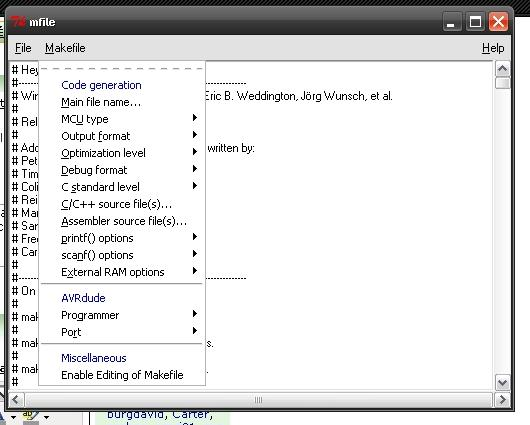 mfile
File Makefile Help
# Hey
#
Code generation
# Win Eric B. Weddington, Jörg Wunsch, et al.
Main file name...
#
MCU type
# Rel
Output format
#
# Add written by:
Optimization level
# Pet
Debug format
# Tim
# Coli
C standard level
# Rei
C/C++ source file(s)...
# Mar
Assembler source file(s)...
# Sar
# Fred
printf() options
# Car
scanf() options
#
External RAM options
#
# On
AVRdude
#
# mak
Programmer
#
Port
# mak s.
#
Miscellaneous
# mak
Enable Editing of Makefile
#
burgdavid, Carter,